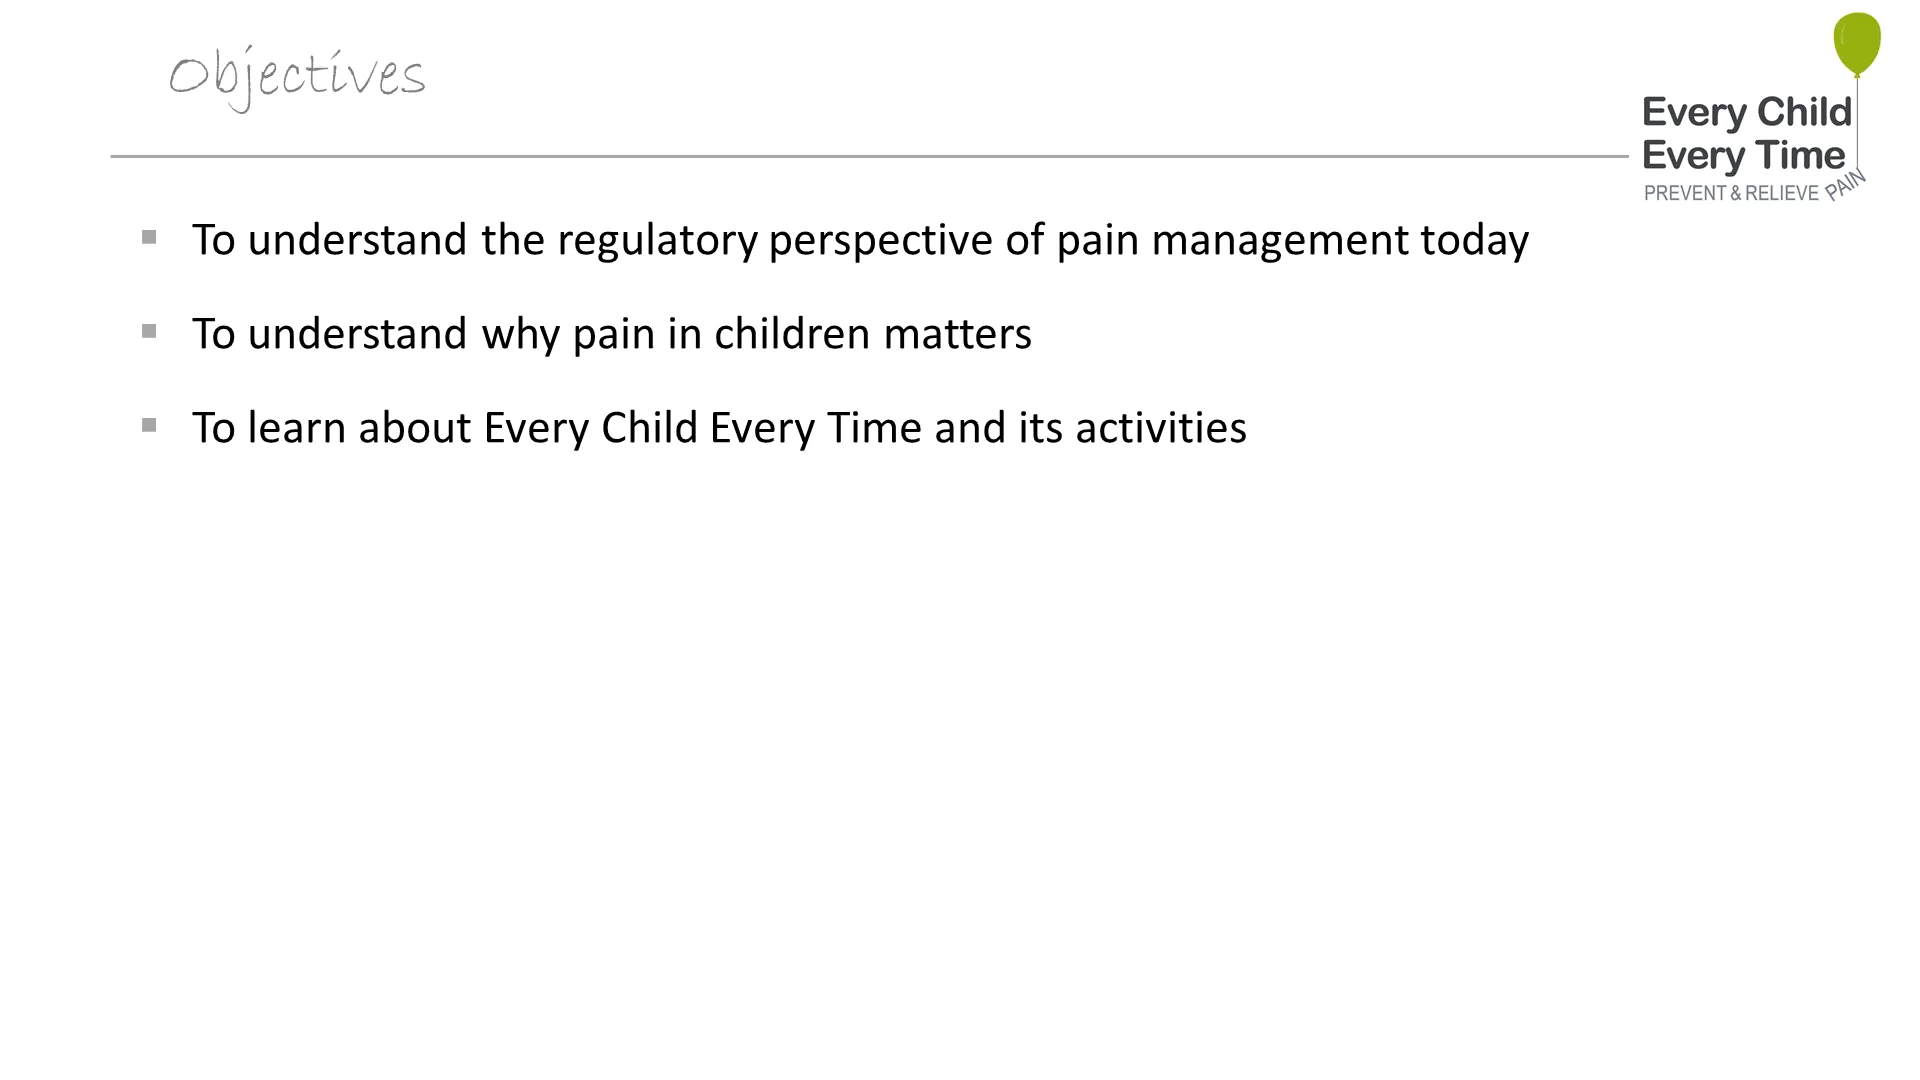 Objectives
Every Child
Every Time
PREVENT & RELIEVE PAIN
▪ To understand the regulatory perspective of pain management today
▪ To understand why pain in children matters
▪ To learn about Every Child Every Time and its activities